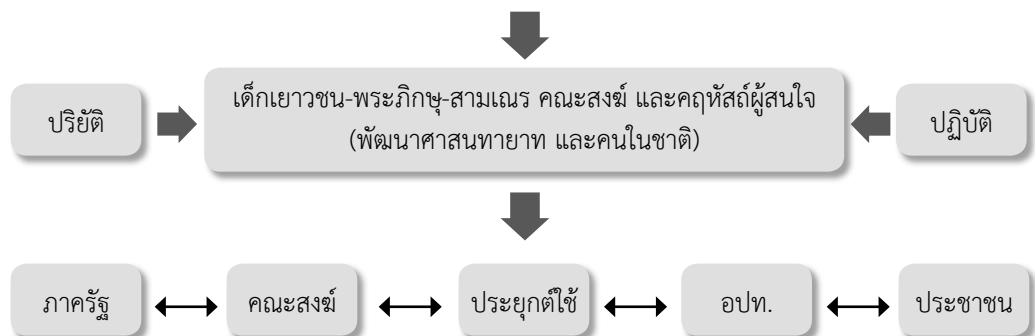 ปริยัติ
เด็กเยาวชน-พระภิกษุ-สามเณร คณะสงฆ์ และคฤหัสถ์ผู้สนใจ
(พัฒนาศาสนทายาท และคนในชาติ)
ปฏิบัติ
ภาครัฐ
คณะสงฆ์
ประยุกต์ใช้
อปท.
ประชาชน